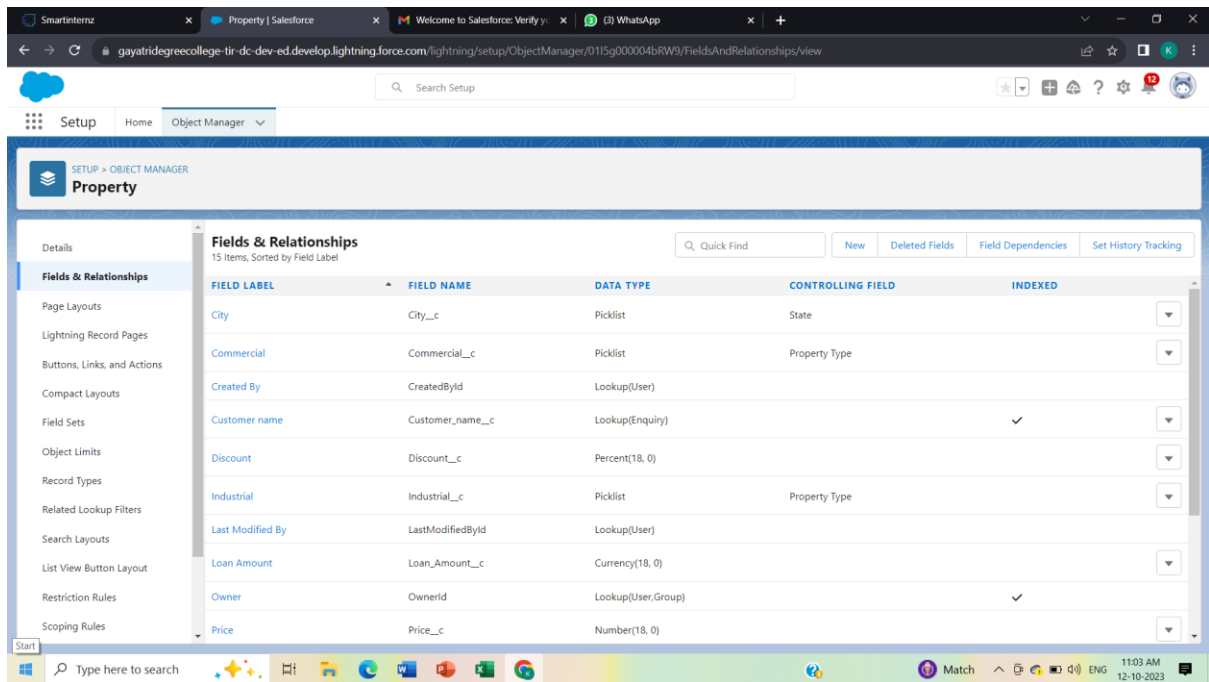 Smartinternz
Property | Salesforce
Welcome to Salesforce: Verify yo
(3) WhatsApp
gayatridegreecollege-tir-dc-dev-ed.develop.lightning.force.com/lightning/setup/ObjectManager/01I5g000004bRW9/FieldsAndRelationships/view
K
Search Setup
12
Setup Home Object Manager
SETUP > OBJECT MANAGER
Property
Details
Fields & Relationships
Page Layouts
Lightning Record Pages
Buttons, Links, and Actions
Compact Layouts
Field Sets
Object Limits
Record Types
Related Lookup Filters
Search Layouts
List View Button Layout
Restriction Rules
Scoping Rules
Fields & Relationships
15 Items, Sorted by Field Label
Quick Find
New Deleted Fields Field Dependencies Set History Tracking
FIELD LABEL FIELD NAME DATA TYPE CONTROLLING FIELD INDEXED
City City__c Picklist State
Commercial Commercial__c Picklist Property Type
Created By CreatedById Lookup(User)
Customer name Customer_name__c Lookup(Enquiry)
Discount Discount__c Percent(18, 0)
Industrial Industrial__c Picklist Property Type
Last Modified By LastModifiedById Lookup(User)
Loan Amount Loan_Amount__c Currency(18, 0)
Owner OwnerId Lookup(User,Group)
Price Price__c Number(18, 0)
Start
Type here to search
Match
ENG
11:03 AM
12-10-2023